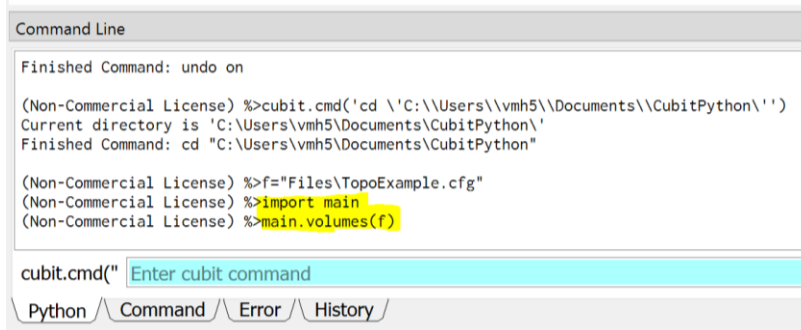 Command Line
Finished Command: undo on
(Non-Commercial License) %>cubit.cmd('cd \'C:\\Users\\vmh5\\Documents\\CubitPython\'')
Current directory is 'C:\Users\vmh5\Documents\CubitPython\'
Finished Command: cd "C:\Users\vmh5\Documents\CubitPython"
(Non-Commercial License) %>f="Files\TopoExample.cfg"
(Non-Commercial License) %>import main
(Non-Commercial License) %>main.volumes(f)
cubit.cmd(" Enter cubit command
Python Command Error History